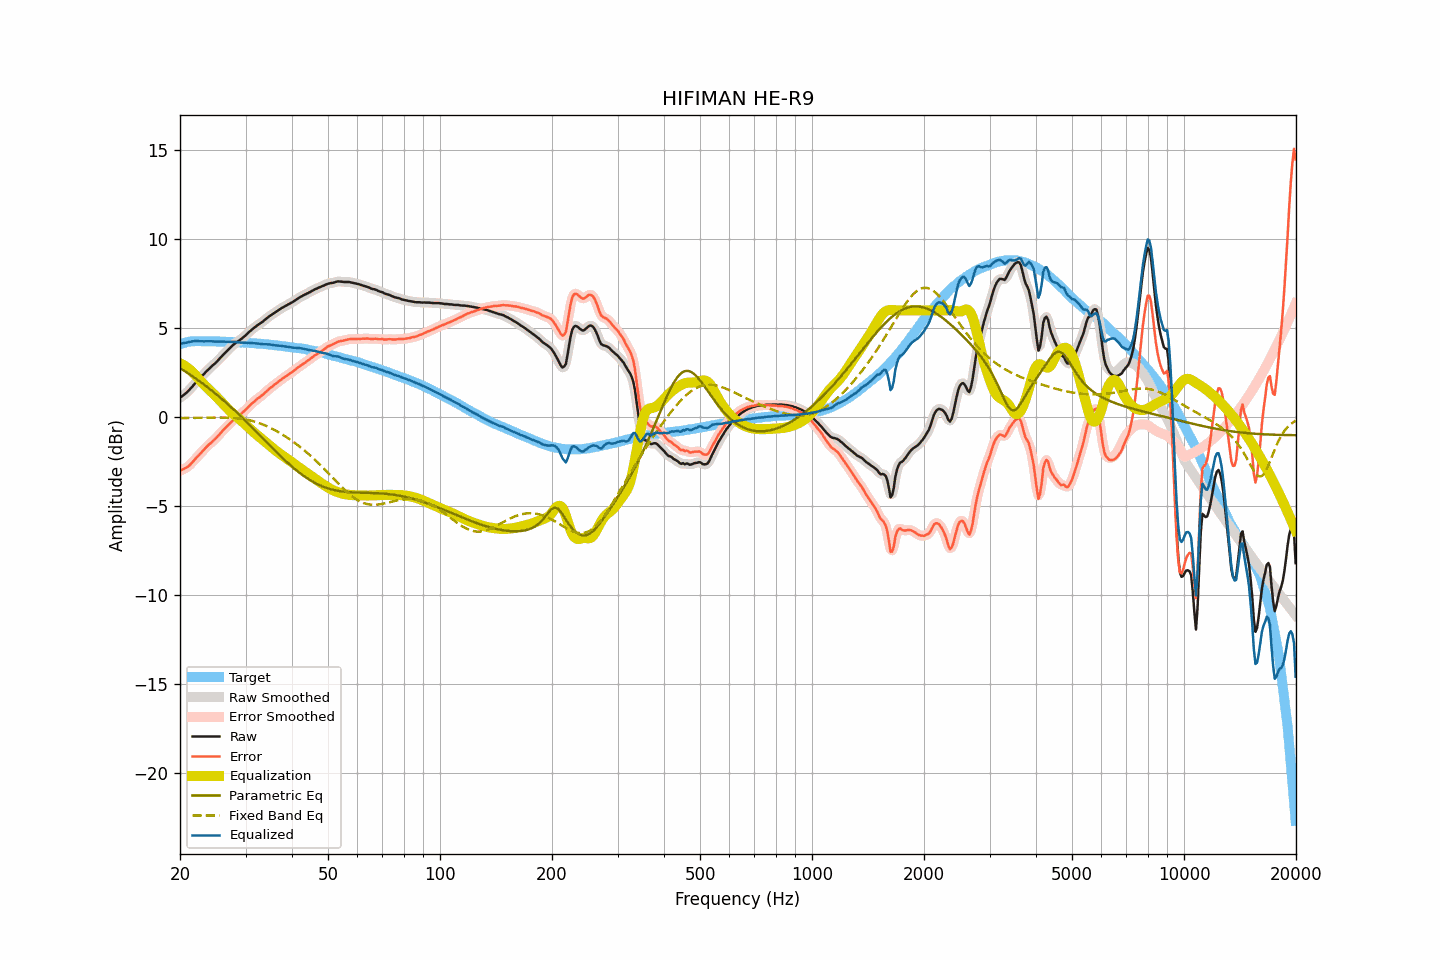 HIFIMAN HE-R9
Amplitude (dBr)
15
10
5
0
−5
−10
−15
−20
Target
Raw Smoothed
Error Smoothed
Raw
Error
Equalization
Parametric Eq
Fixed Band Eq
Equalized
20 50 100 200 500 1000 2000 5000 10000 20000
Frequency (Hz)